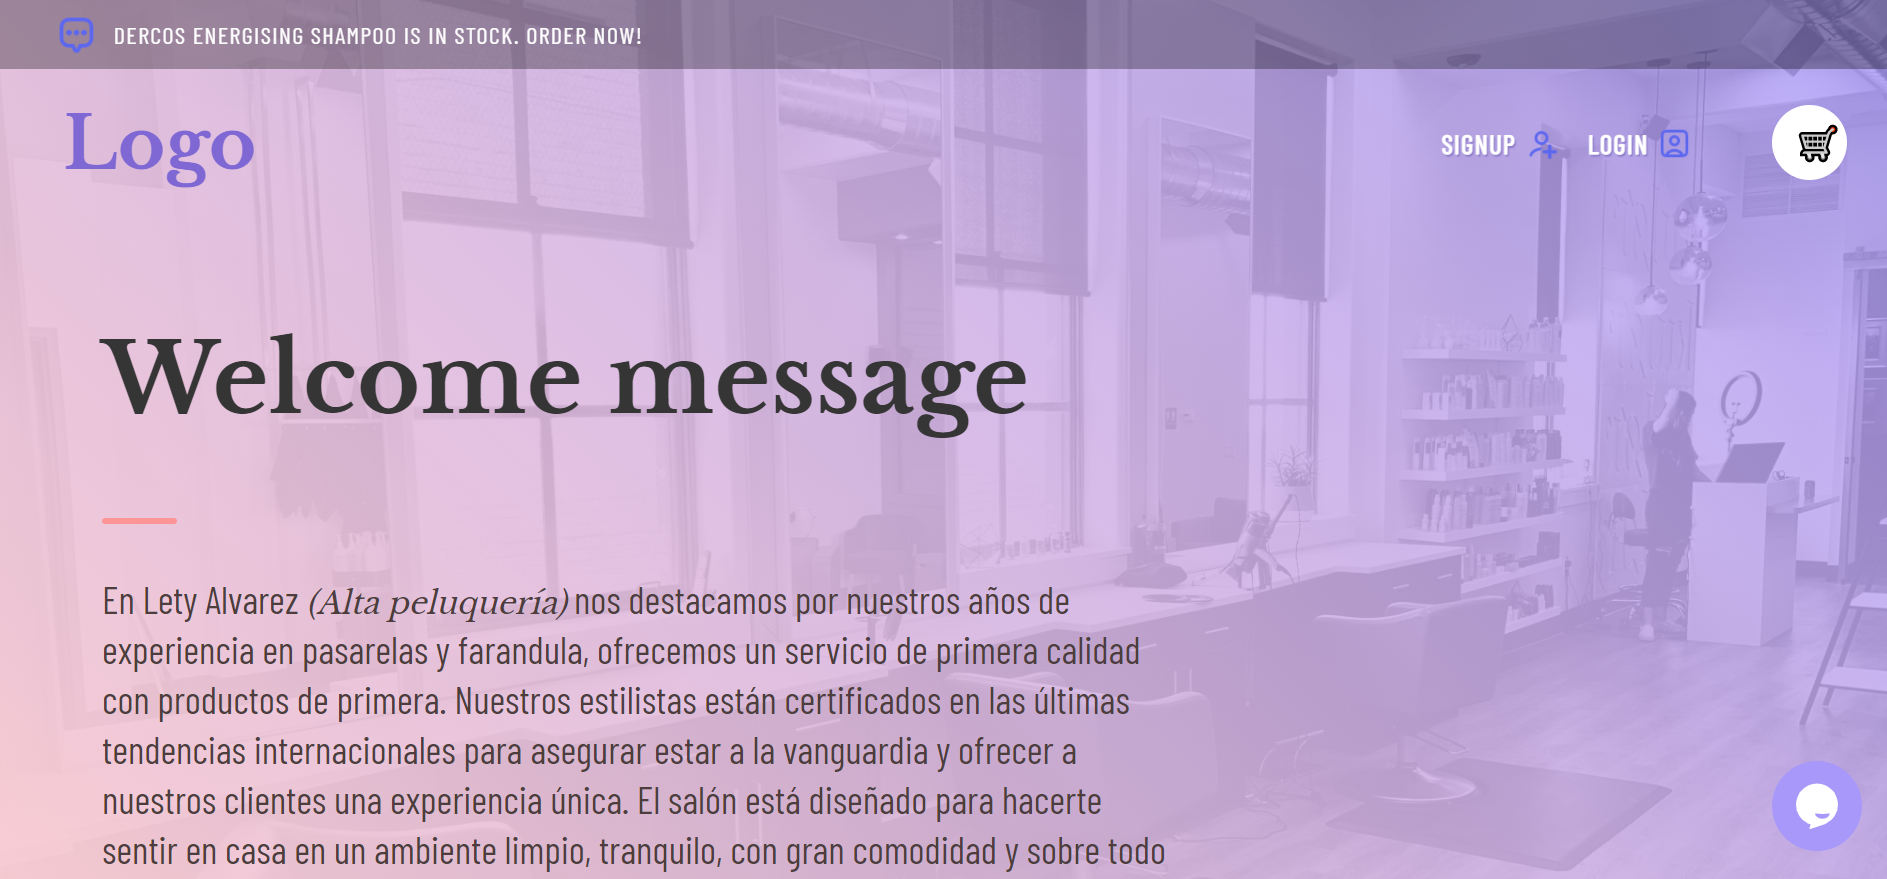 DERCOS ENERGISING SHAMPOO IS IN STOCK. ORDER NOW!
Logo
SIGNUP
LOGIN
Welcome message
En Lety Alvarez (Alta peluquería) nos destacamos por nuestros años de
experiencia en pasarelas y farandula, ofrecemos un servicio de primera calidad
con productos de primera. Nuestros estilistas están certificados en las últimas
tendencias internacionales para asegurar estar a la vanguardia y ofrecer a
nuestros clientes una experiencia única. El salón está diseñado para hacerte
sentir en casa en un ambiente limpio, tranquilo, con gran comodidad y sobre todo